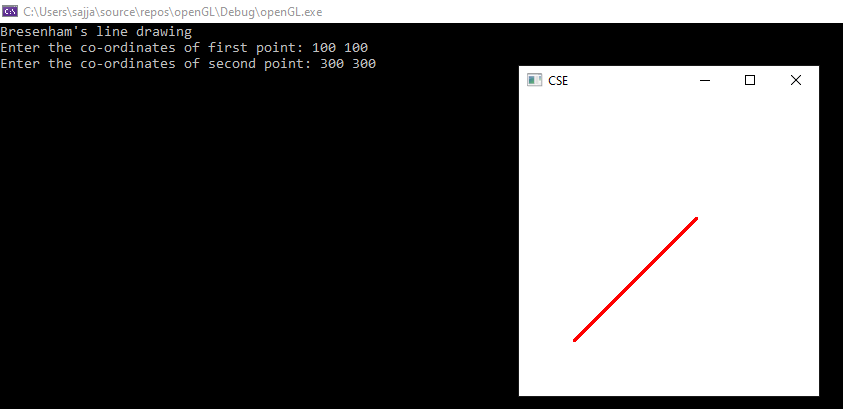 C:\Users\sajja\source\repos\openGL\Debug\openGL.exe
Bresenham's line drawing
Enter the co-ordinates of first point: 100 100
Enter the co-ordinates of second point: 300 300
CSE